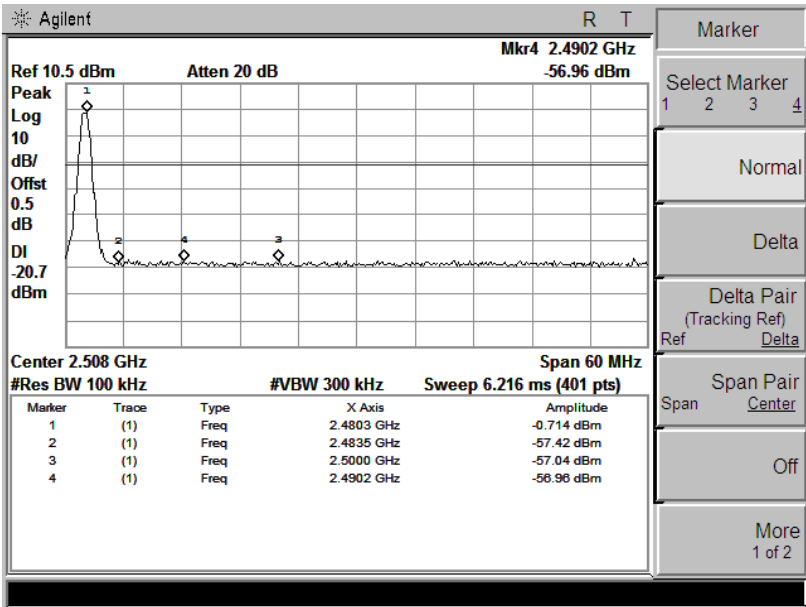 Agilent R T
Mkr4 2.4902 GHz
Ref 10.5 dBm Atten 20 dB -56.96 dBm
Peak
Log
10
dB/
Offst
0.5
dB
DI
-20.7
dBm
1
2
4
3
Center 2.508 GHz Span 60 MHz
#Res BW 100 kHz #VBW 300 kHz Sweep 6.216 ms (401 pts)
Marker Trace Type X Axis Amplitude
1 (1) Freq 2.4803 GHz -0.714 dBm
2 (1) Freq 2.4835 GHz -57.42 dBm
3 (1) Freq 2.5000 GHz -57.04 dBm
4 (1) Freq 2.4902 GHz -56.96 dBm
Marker
Select Marker
1 2 3 4
Normal
Delta
Delta Pair
(Tracking Ref)
Ref Delta
Span Pair
Span Center
Off
More
1 of 2